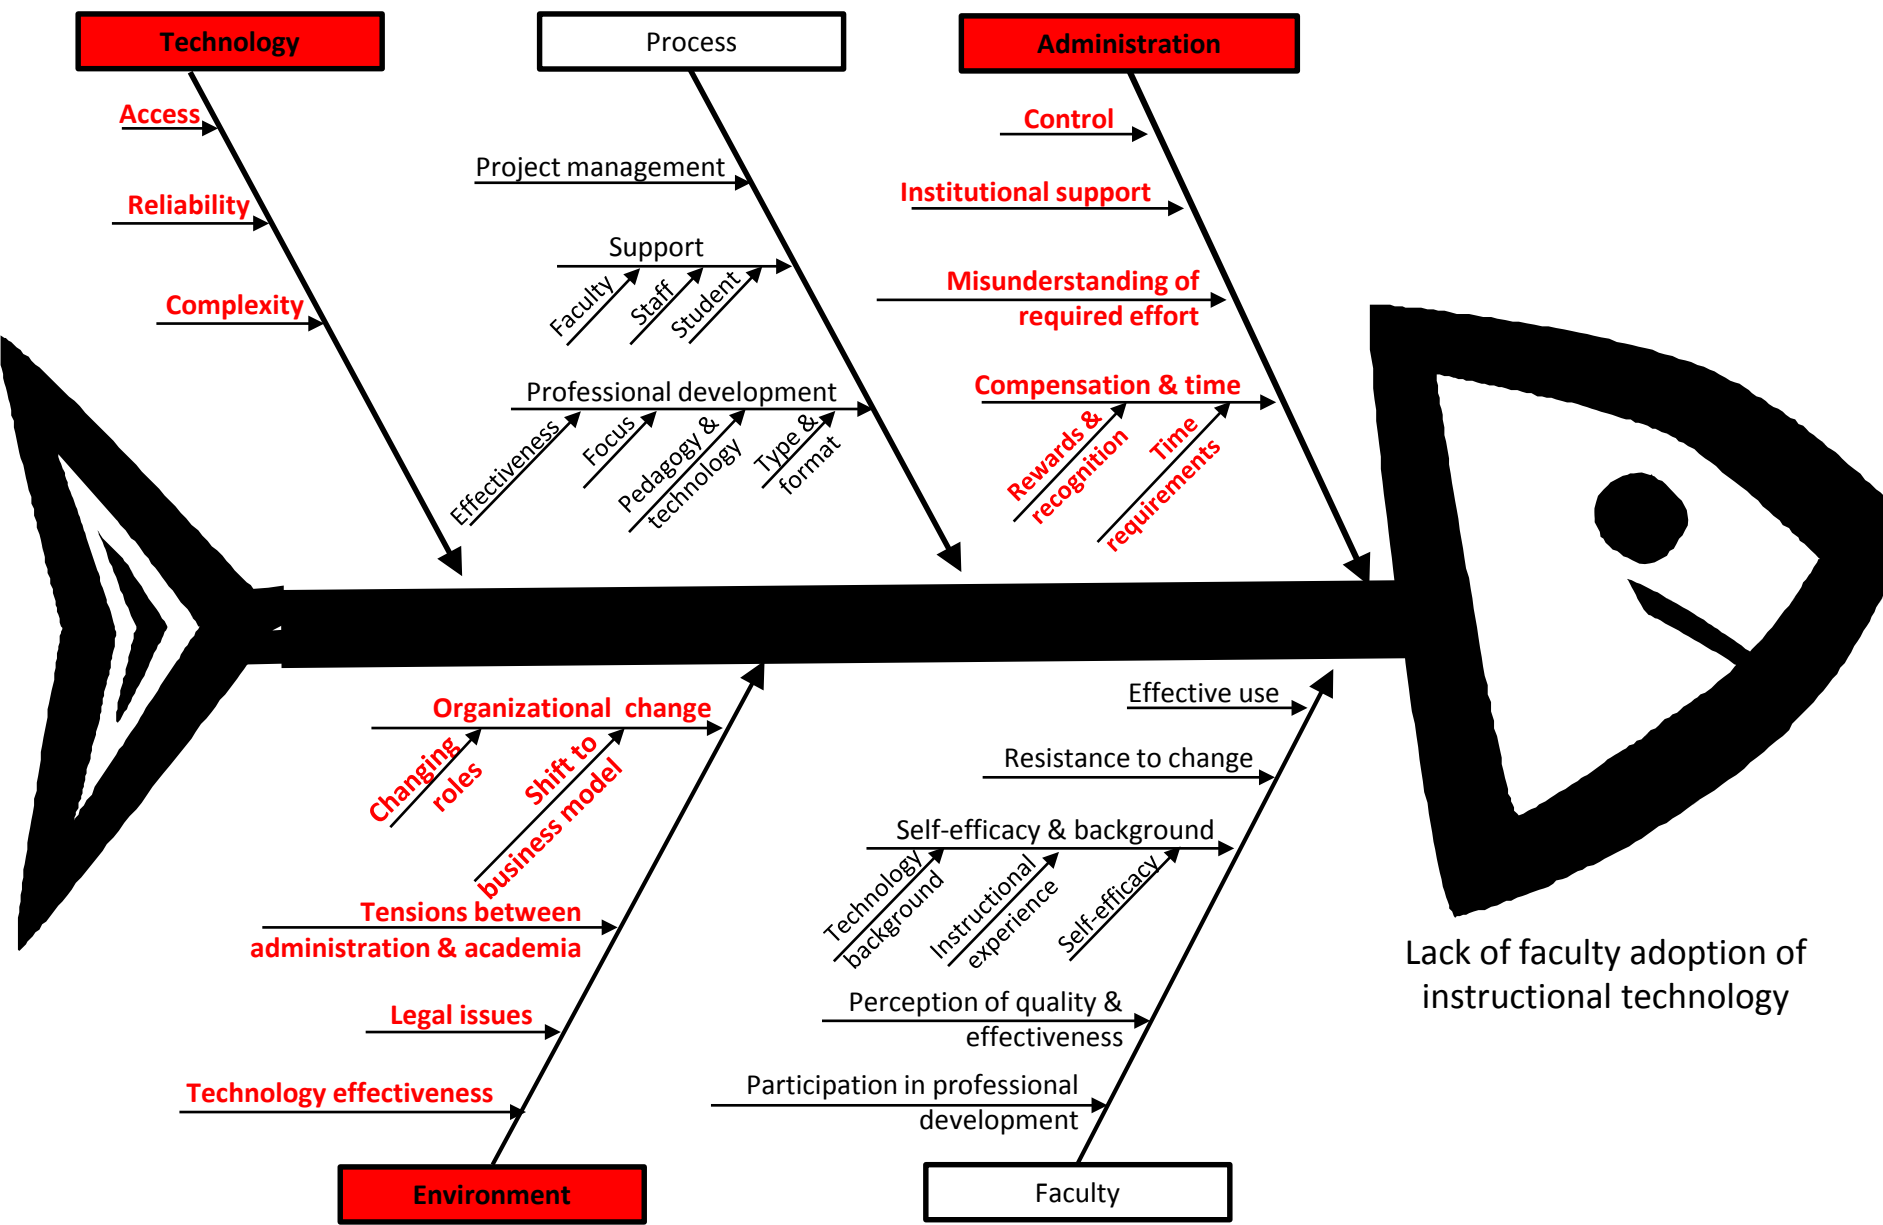 Technology
Process
Administration
Access
Reliability
Complexity
Project management
Support
Faculty
Staff
Student
Professional development
Effectiveness
Focus
Pedagogy &
technology
Type &
format
Control
Institutional support
Misunderstanding of
required effort
Compensation & time
Rewards &
recognition
Time
requirements
Organizational change
Changing
roles
Shift to
business model
Tensions between
administration & academia
Legal issues
Technology effectiveness
Environment
Effective use
Resistance to change
Self-efficacy & background
Technology
background
Instructional
experience
Self-efficacy
Perception of quality &
effectiveness
Participation in professional
development
Faculty
Lack of faculty adoption of
instructional technology